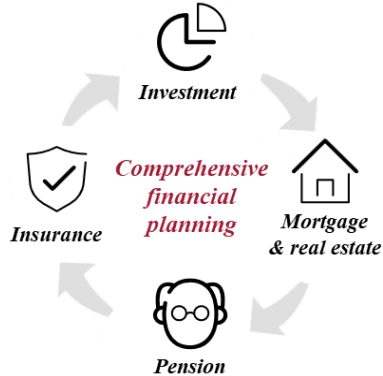 Investment
Comprehensive
financial
planning
Insurance
Mortgage
& real estate
Pension